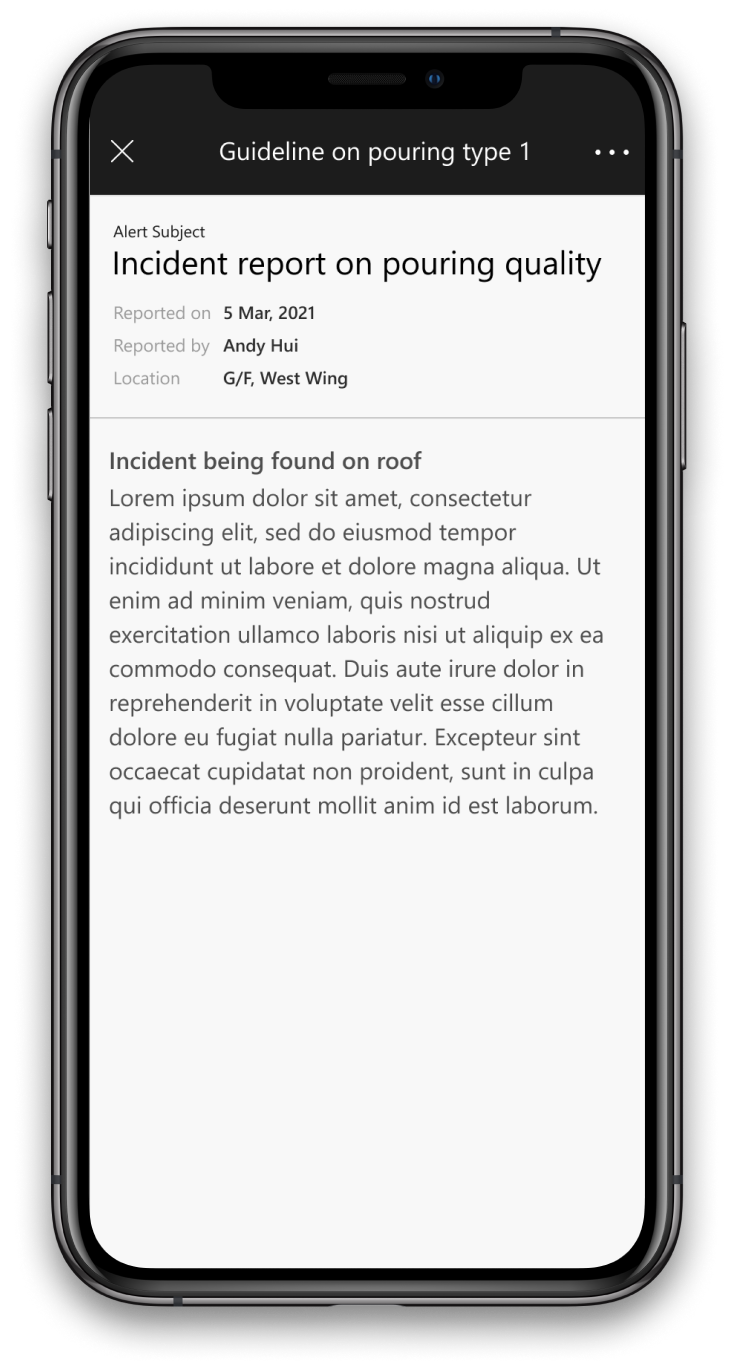 Guideline on pouring type 1
Alert Subject
Incident report on pouring quality
Reported on 5 Mar, 2021
Reported by Andy Hui
Location G/F, West Wing
Incident being found on roof
Lorem ipsum dolor sit amet, consectetur
adipiscing elit, sed do eiusmod tempor
incididunt ut labore et dolore magna aliqua. Ut
enim ad minim veniam, quis nostrud
exercitation ullamco laboris nisi ut aliquip ex ea
commodo consequat. Duis aute irure dolor in
reprehenderit in voluptate velit esse cillum
dolore eu fugiat nulla pariatur. Excepteur sint
occaecat cupidatat non proident, sunt in culpa
qui officia deserunt mollit anim id est laborum.